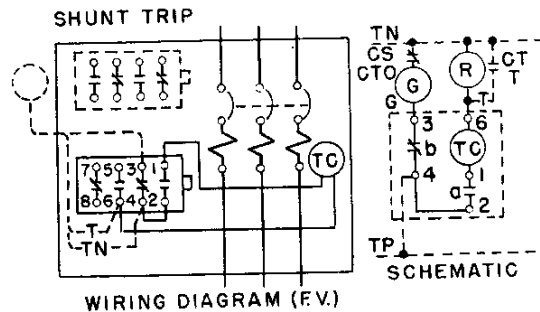 SHUNT TRIP
TC
7 5 3 1
8 6 4 2
T
TN
WIRING DIAGRAM (F.V.)
TN
CS
CTO
G
R
CT
T
G
T
3
6
b
TC
4
1
a
2
TP
SCHEMATIC